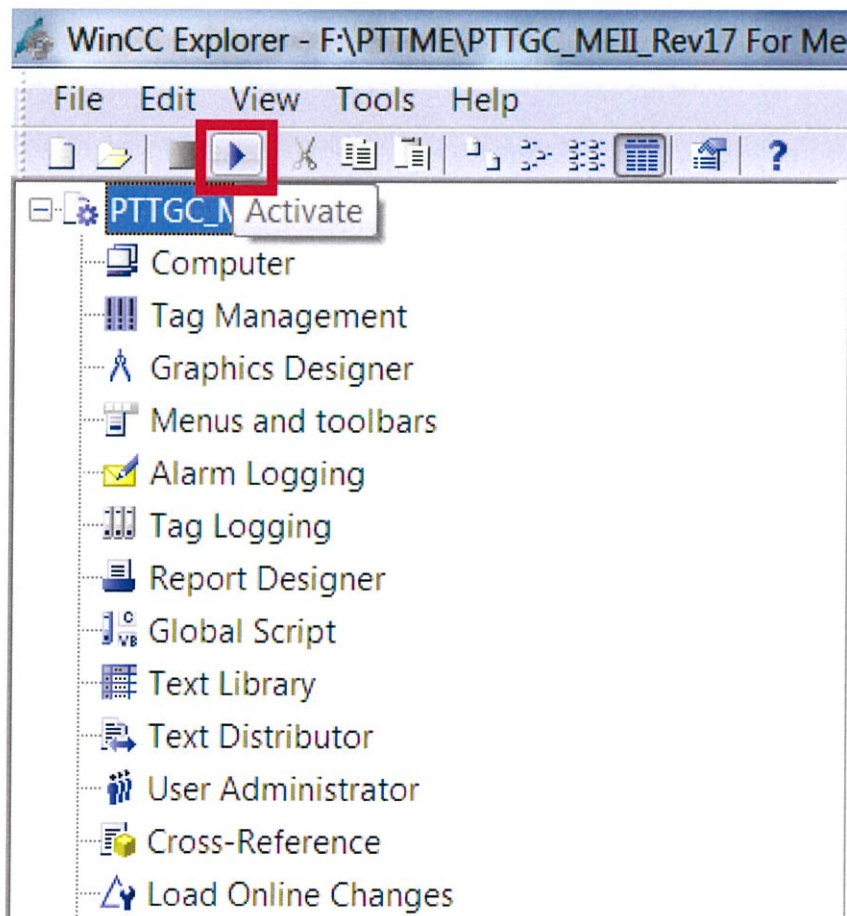 WinCC Explorer - F:\PTTME\PTTGC_MEII_Rev17 For Me
File Edit View Tools Help
?
PTTGC_M
Activate
Computer
Tag Management
Graphics Designer
Menus and toolbars
Alarm Logging
Tag Logging
Report Designer
Global Script
Text Library
Text Distributor
User Administrator
Cross-Reference
Load Online Changes